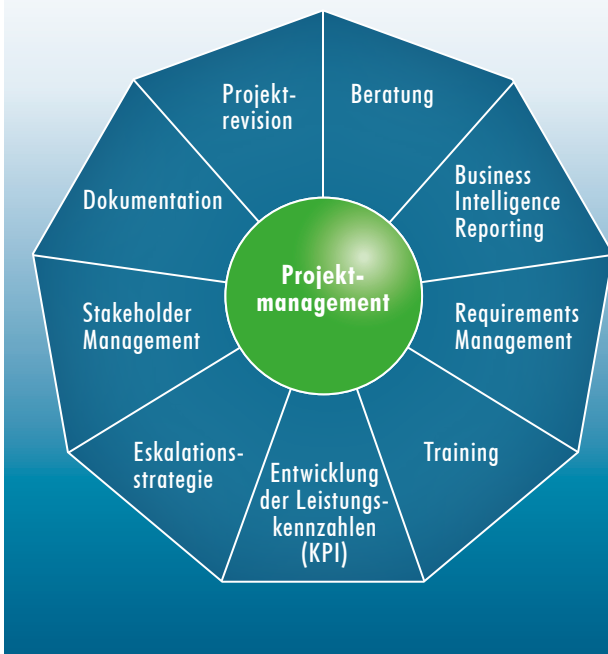 Projekt-
revision
Beratung
Dokumentation
Business
Intelligence
Reporting
Projekt-
management
Stakeholder
Management
Requirements
Management
Eskalations-
strategie
Entwicklung
der Leistungs-
kennzahlen
(KPI)
Training